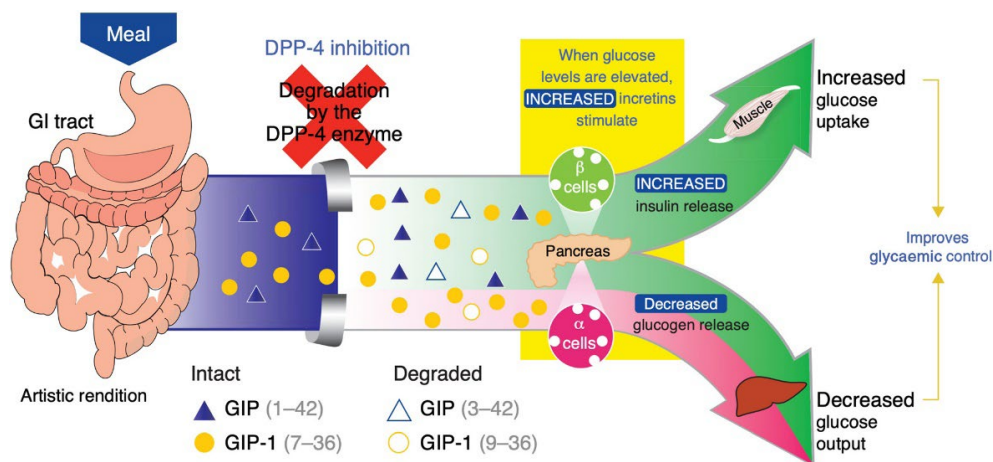 Meal
GI tract
Artistic rendition
DPP-4 inhibition
Degradation
by the
DPP-4 enzyme
When glucose
levels are elevated,
INCREASED incretins
stimulate
β
cells
Pancreas
α
cells
INCREASED
insulin release
Decreased
glucogen release
Muscle
Increased
glucose
uptake
Improves
glycaemic control
Decreased
glucose
output
Intact
GIP (1–42)
GIP-1 (7–36)
Degraded
GIP (3–42)
GIP-1 (9–36)